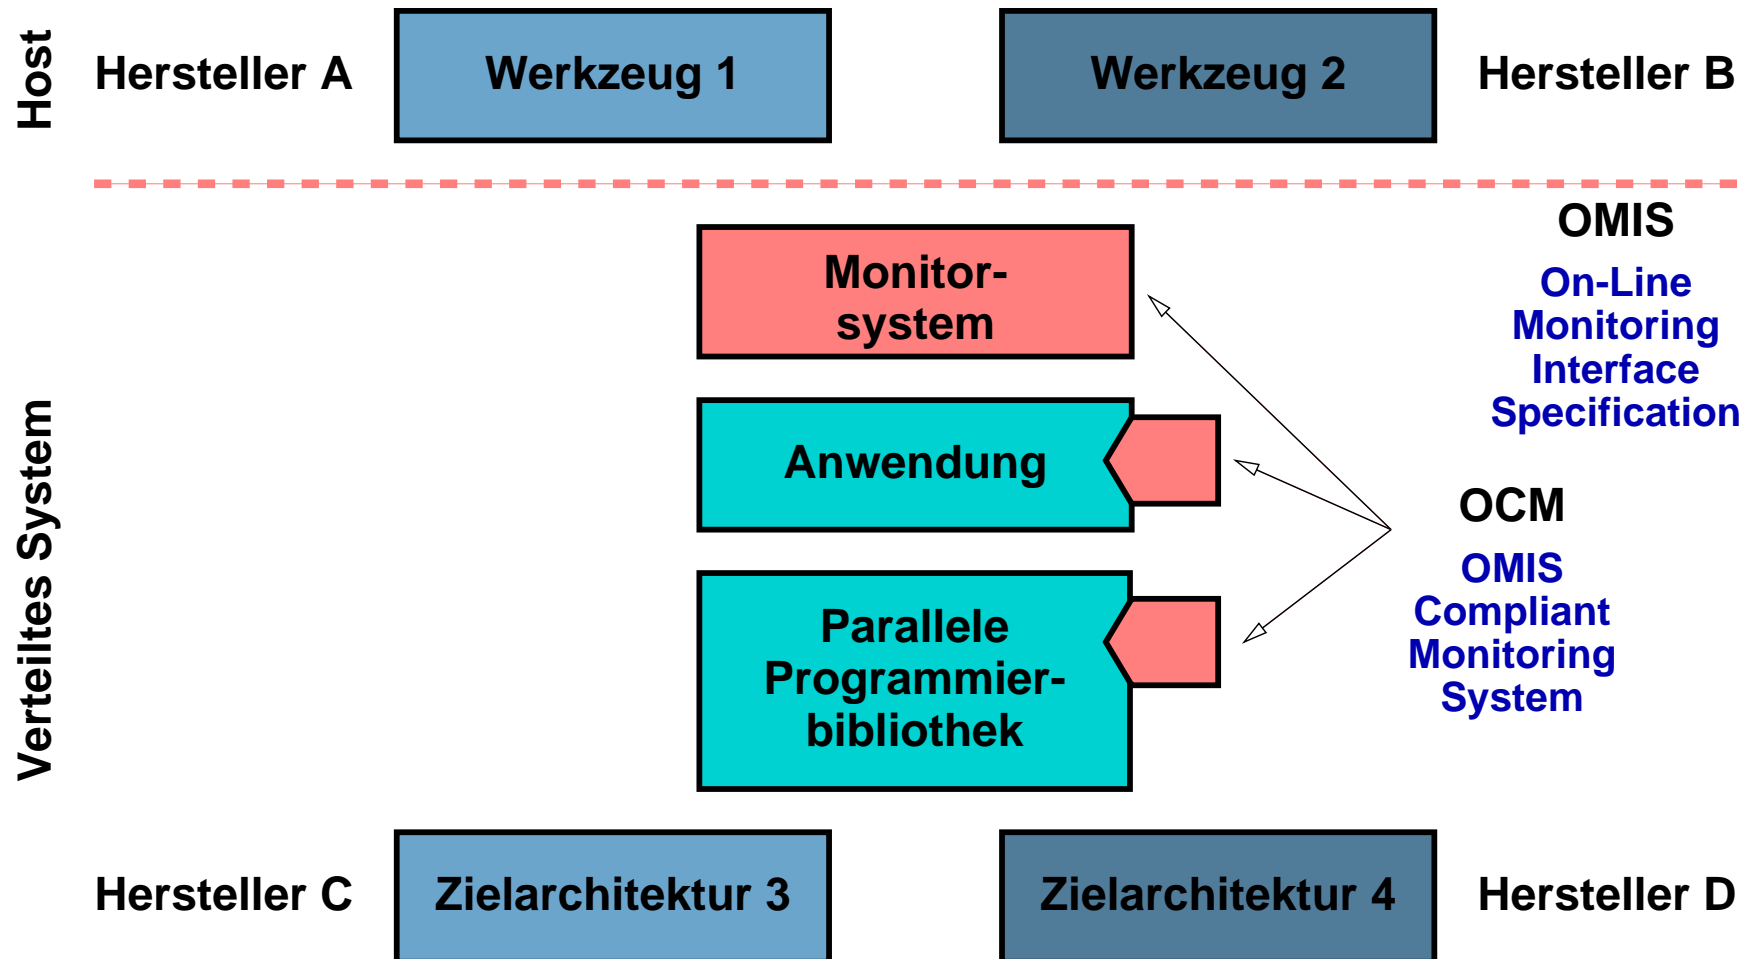 Host
Hersteller A
Werkzeug 1
Werkzeug 2
Hersteller B
OMIS
On-Line
Monitoring
Interface
Specification
Verteiltes System
Monitor-
system
Anwendung
OCM
OMIS
Compliant
Monitoring
System
Parallele
Programmier-
bibliothek
Hersteller C
Zielarchitektur 3
Zielarchitektur 4
Hersteller D